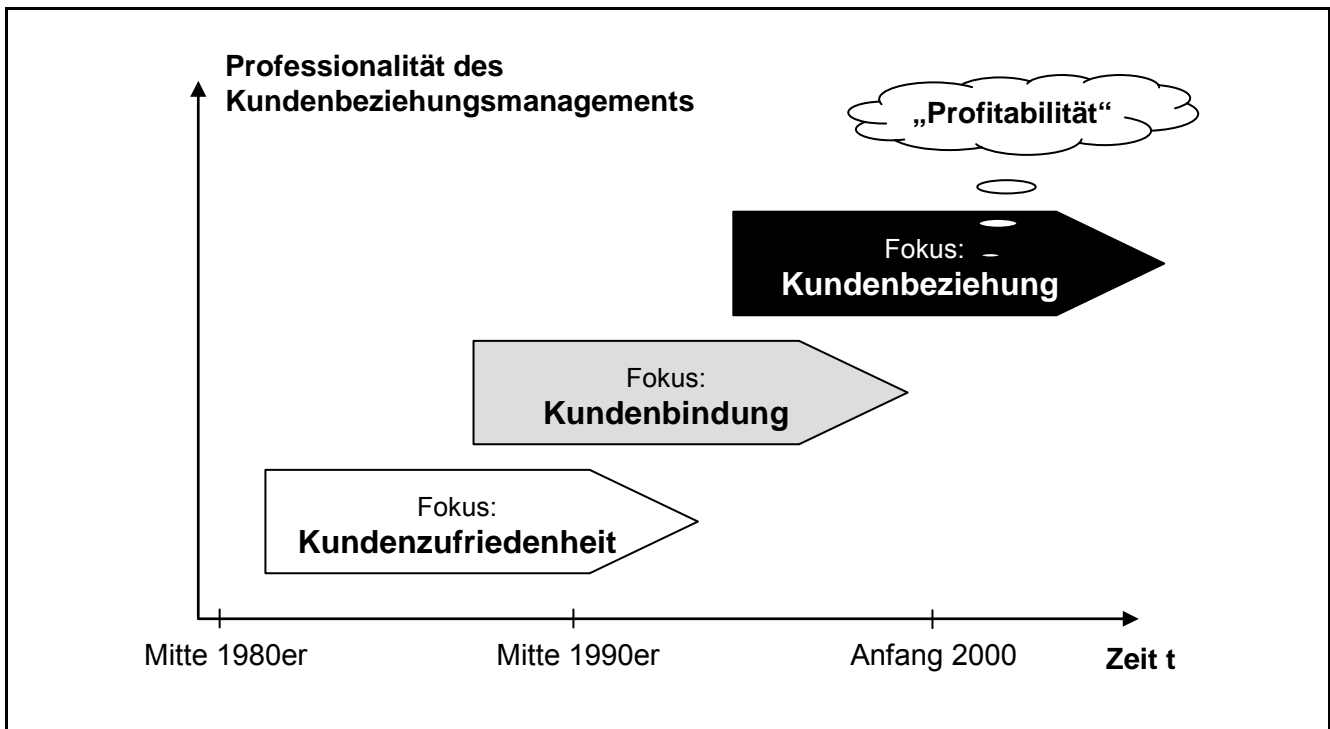 Professionalität des
Kundenbeziehungsmanagements
„Profitabilität“
Fokus:
Kundenbeziehung
Fokus:
Kundenbindung
Fokus:
Kundenzufriedenheit
Mitte 1980er
Mitte 1990er
Anfang 2000
Zeit t